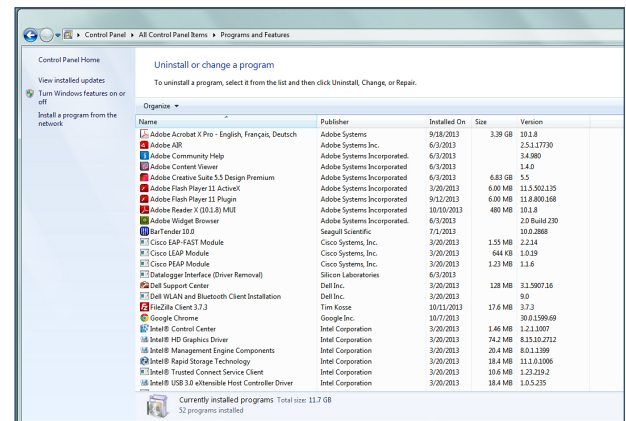 Control Panel ▸ All Control Panel Items ▸ Programs and Features
Control Panel Home
View installed updates
Turn Windows features on or off
Install a program from the network
Uninstall or change a program
To uninstall a program, select it from the list and then click Uninstall, Change, or Repair.
Organize
Name Publisher Installed On Size Version
Adobe Acrobat X Pro - English, Français, Deutsch Adobe Systems 9/18/2013 3.39 GB 10.1.8
Adobe AIR Adobe Systems Inc. 6/3/2013 2.5.1.17730
Adobe Community Help Adobe Systems Incorporated. 6/3/2013 3.4.980
Adobe Content Viewer Adobe Systems Incorporated 6/3/2013 1.4.0
Adobe Creative Suite 5.5 Design Premium Adobe Systems Incorporated 6/3/2013 6.83 GB 5.5
Adobe Flash Player 11 ActiveX Adobe Systems Incorporated 3/20/2013 6.00 MB 11.5.502.135
Adobe Flash Player 11 Plugin Adobe Systems Incorporated 9/12/2013 6.00 MB 11.8.800.168
Adobe Reader X (10.1.8) MUI Adobe Systems Incorporated 10/10/2013 480 MB 10.1.8
Adobe Widget Browser Adobe Systems Incorporated. 6/3/2013 2.0 Build 230
BarTender 10.0 Seagull Scientific 7/1/2013 10.0.2868
Cisco EAP-FAST Module Cisco Systems, Inc. 3/20/2013 1.55 MB 2.2.14
Cisco LEAP Module Cisco Systems, Inc. 3/20/2013 644 KB 1.0.19
Cisco PEAP Module Cisco Systems, Inc. 3/20/2013 1.23 MB 1.1.6
Datalogger Interface (Driver Removal) Silicon Laboratories 6/3/2013
Dell Support Center Dell Inc. 3/20/2013 128 MB 3.1.5907.16
Dell WLAN and Bluetooth Client Installation Dell Inc. 3/20/2013 9.0
FileZilla Client 3.7.3 Tim Kosse 10/11/2013 17.6 MB 3.7.3
Google Chrome Google Inc. 10/7/2013 30.0.1599.69
Intel® Control Center Intel Corporation 3/20/2013 1.46 MB 1.2.1.1007
Intel® HD Graphics Driver Intel Corporation 3/20/2013 74.2 MB 8.15.10.2712
Intel® Management Engine Components Intel Corporation 3/20/2013 20.4 MB 8.0.1.1399
Intel® Rapid Storage Technology Intel Corporation 3/20/2013 18.4 MB 11.1.0.1006
Intel® Trusted Connect Service Client Intel Corporation 3/20/2013 10.6 MB 1.23.219.2
Intel® USB 3.0 eXtensible Host Controller Driver Intel Corporation 3/20/2013 18.4 MB 1.0.5.235
Currently installed programs Total size: 11.7 GB
52 programs installed